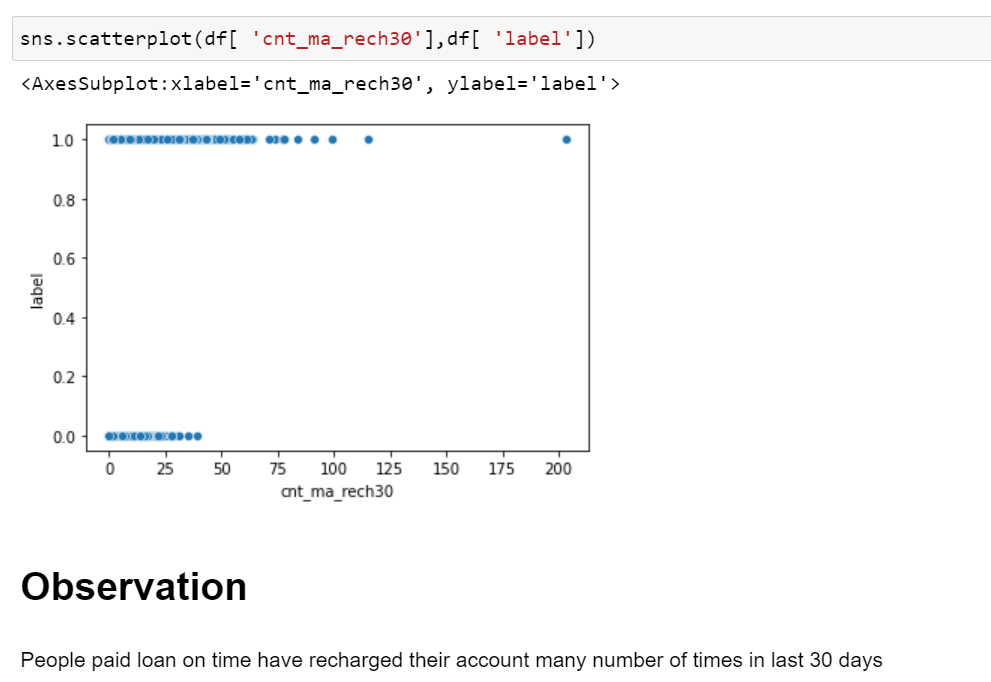 sns.scatterplot(df[ 'cnt_ma_rech30'],df[ 'label'])
<AxesSubplot:xlabel='cnt_ma_rech30', ylabel='label'>
1.0
0.8
0.6
label
0.4
0.2
0.0
0 25 50 75 100 125 150 175 200
cnt_ma_rech30
Observation
People paid loan on time have recharged their account many number of times in last 30 days